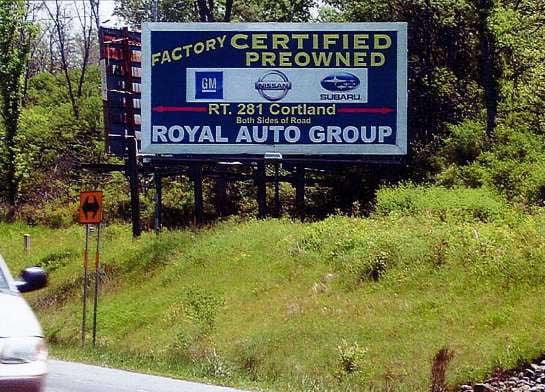 FACTORY CERTIFIED
PREOWNED
GM
NISSAN
SUBARU
RT. 281 Cortland
Both Sides of Road
ROYAL AUTO GROUP